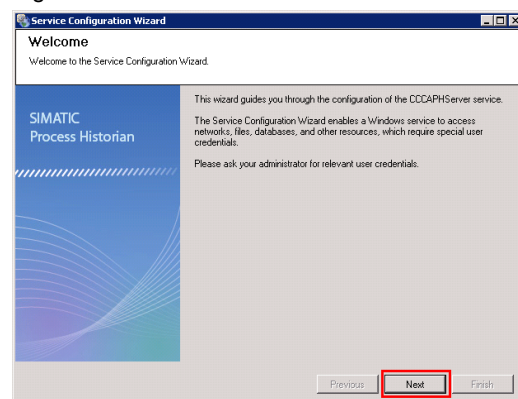 Service Configuration Wizard
Welcome
Welcome to the Service Configuration Wizard.
SIMATIC
Process Historian
This wizard guides you through the configuration of the CCCAPHServer service.
The Service Configuration Wizard enables a Windows service to access
networks, files, databases, and other resources, which require special user
credentials.
Please ask your administrator for relevant user credentials.
Previous
Next
Finish